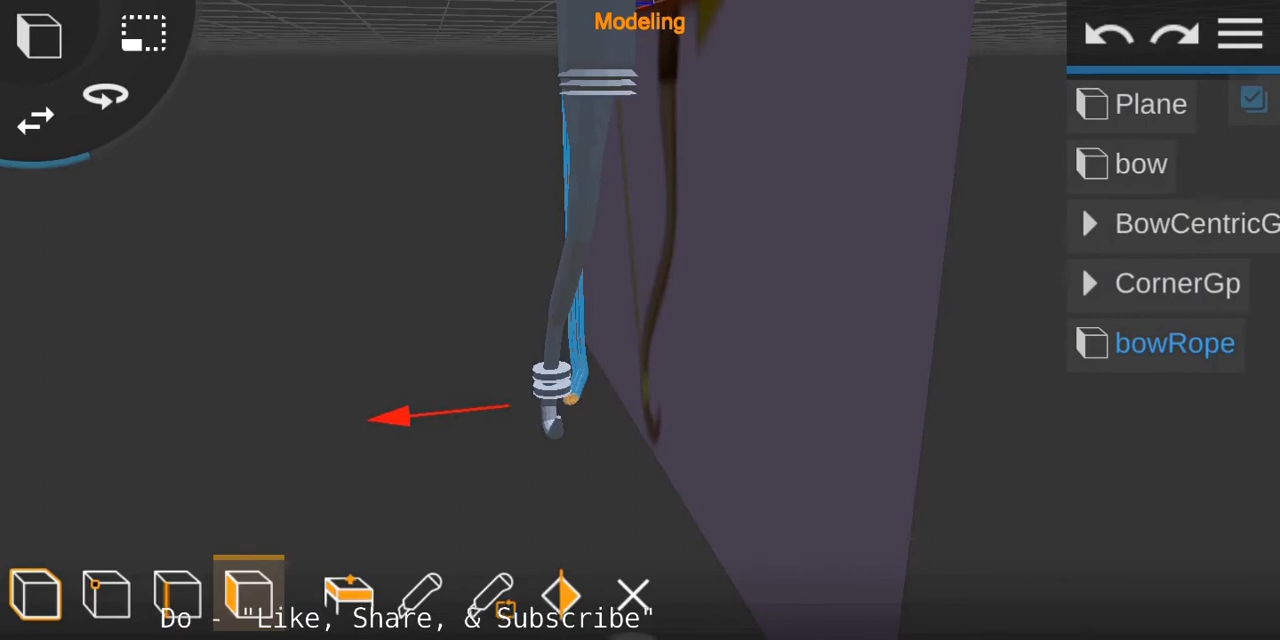 Modeling
Plane
bow
BowCentricG
CornerGp
bowRope
Do - "Like, Share, & Subscribe"